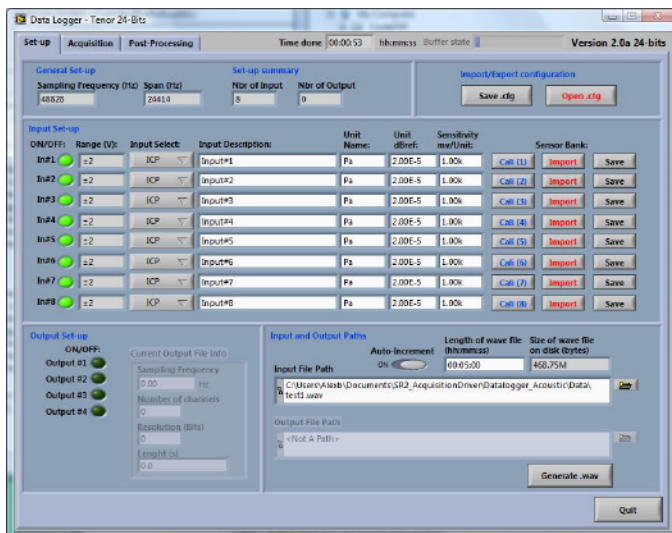 Data Logger - Tenor 24-Bits
Set-up Acquisition Post-Processing Time done 00:00:53 hh:mm:ss Buffer state Version 2.0a 24-bits
General Set-up Set-up summary Import/Export configuration
Sampling Frequency (Hz) Span (Hz) Nbr of Input Nbr of Output
48828 24414 8 0 Save .cfg Open .cfg
Input Set-up
ON/OFF: Range (V): Input Select: Input Description: Unit Name: Unit dBref: Sensitivity mv/Unit: Sensor Bank:
In#1 ±2 ICP Input#1 Pa 2.00E-5 1.00k Cali (1) Import Save
In#2 ±2 ICP Input#2 Pa 2.00E-5 1.00k Cali (2) Import Save
In#3 ±2 ICP Input#3 Pa 2.00E-5 1.00k Cali (3) Import Save
In#4 ±2 ICP Input#4 Pa 2.00E-5 1.00k Cali (4) Import Save
In#5 ±2 ICP Input#5 Pa 2.00E-5 1.00k Cali (5) Import Save
In#6 ±2 ICP Input#6 Pa 2.00E-5 1.00k Cali (6) Import Save
In#7 ±2 ICP Input#7 Pa 2.00E-5 1.00k Cali (7) Import Save
In#8 ±2 ICP Input#8 Pa 2.00E-5 1.00k Cali (8) Import Save
Output Set-up
ON/OFF:
Output #1
Output #2
Output #3
Output #4
Current Output File Info
Sampling Frequency
0.00 Hz
Number of channels
0
Resolution (Bits)
0
Lenght (s)
0.0
Input and Output Paths
Auto-Increment
ON
Length of wave file (hh:mm:ss)
00:05:00
Size of wave file on disk (bytes)
468.75M
Input File Path
C:\Users\Alexb\Documents\SR2_AcquisitionDriver\Datalogger_Acoustic\Data\
test1.wav
Output File Path
<Not A Path>
Generate .wav
Quit